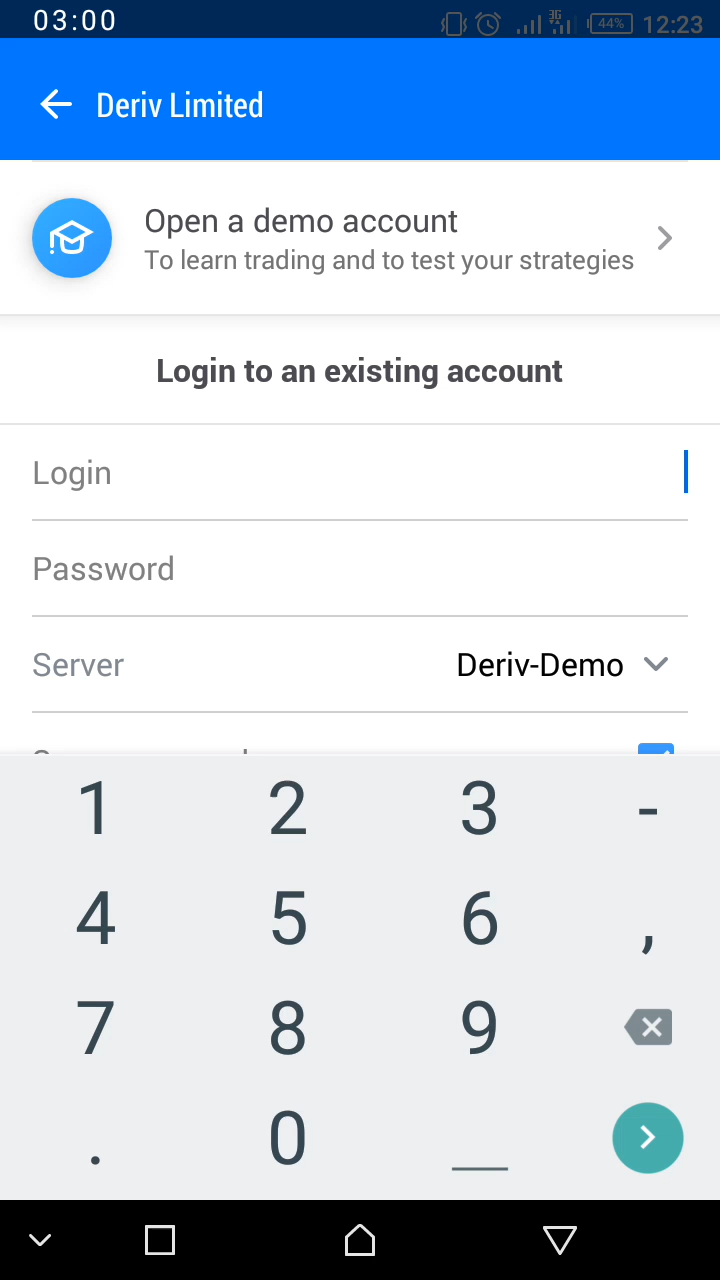 03:00
3G
44%
12:23
Deriv Limited
Open a demo account
To learn trading and to test your strategies
Login to an existing account
Login
Password
Server Deriv-Demo
1 2 3 -
4 5 6 ,
7 8 9
. 0 _